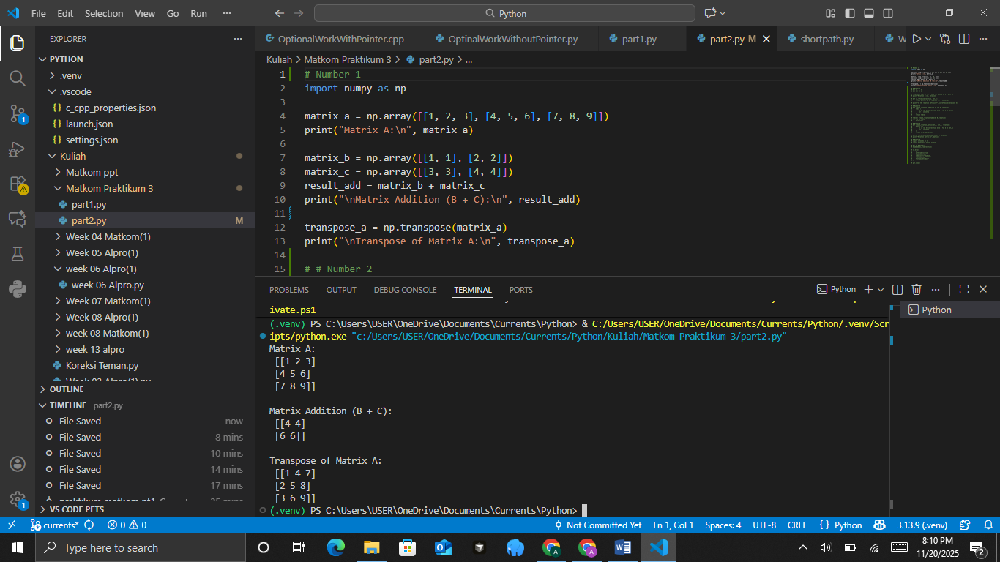 File Edit Selection View Go Run ···
Python
EXPLORER ···
PYTHON
.venv
.vscode
c_cpp_properties.json
launch.json
settings.json
Kuliah
Matkom ppt
Matkom Praktikum 3
part1.py
part2.py M
Week 04 Matkom(1)
Week 05 Alpro(1)
week 06 Alpro(1)
week 06 Alpro.py
Week 07 Matkom(1)
Week 08 Alpro(1)
week 08 Matkom(1)
week 13 alpro
Koreksi Teman.py
OUTLINE
TIMELINE part2.py
File Saved now
File Saved 8 mins
File Saved 10 mins
File Saved 14 mins
File Saved 17 mins
VS CODE PETS
OptionalWorkWithPointer.cpp OptinalWorkWithoutPointer.py part1.py part2.py M shortpath.py W
Kuliah > Matkom Praktikum 3 > part2.py > ...
1 # Number 1
2 import numpy as np
3
4 matrix_a = np.array([[1, 2, 3], [4, 5, 6], [7, 8, 9]])
5 print("Matrix A:\n", matrix_a)
6
7 matrix_b = np.array([[1, 1], [2, 2]])
8 matrix_c = np.array([[3, 3], [4, 4]])
9 result_add = matrix_b + matrix_c
10 print("\nMatrix Addition (B + C):\n", result_add)
11
12 transpose_a = np.transpose(matrix_a)
13 print("\nTranspose of Matrix A:\n", transpose_a)
14
15 # # Number 2
PROBLEMS OUTPUT DEBUG CONSOLE TERMINAL PORTS Python
Python
ivate.ps1
(.venv) PS C:\Users\USER\OneDrive\Documents\Currents\Python> & C:/Users/USER/OneDrive/Documents/Currents/Python/.venv/Scr
ipts/python.exe "c:/Users/USER/OneDrive/Documents/Currents/Python/Kuliah/Matkom Praktikum 3/part2.py"
Matrix A:
[[1 2 3]
[4 5 6]
[7 8 9]]
Matrix Addition (B + C):
[[4 4]
[6 6]]
Transpose of Matrix A:
[[1 4 7]
[2 5 8]
[3 6 9]]
(.venv) PS C:\Users\USER\OneDrive\Documents\Currents\Python>
currents* 0 0 Not Committed Yet Ln 1, Col 1 Spaces: 4 UTF-8 CRLF { } Python 3.13.9 (.venv)
Type here to search
8:10 PM
11/20/2025
2